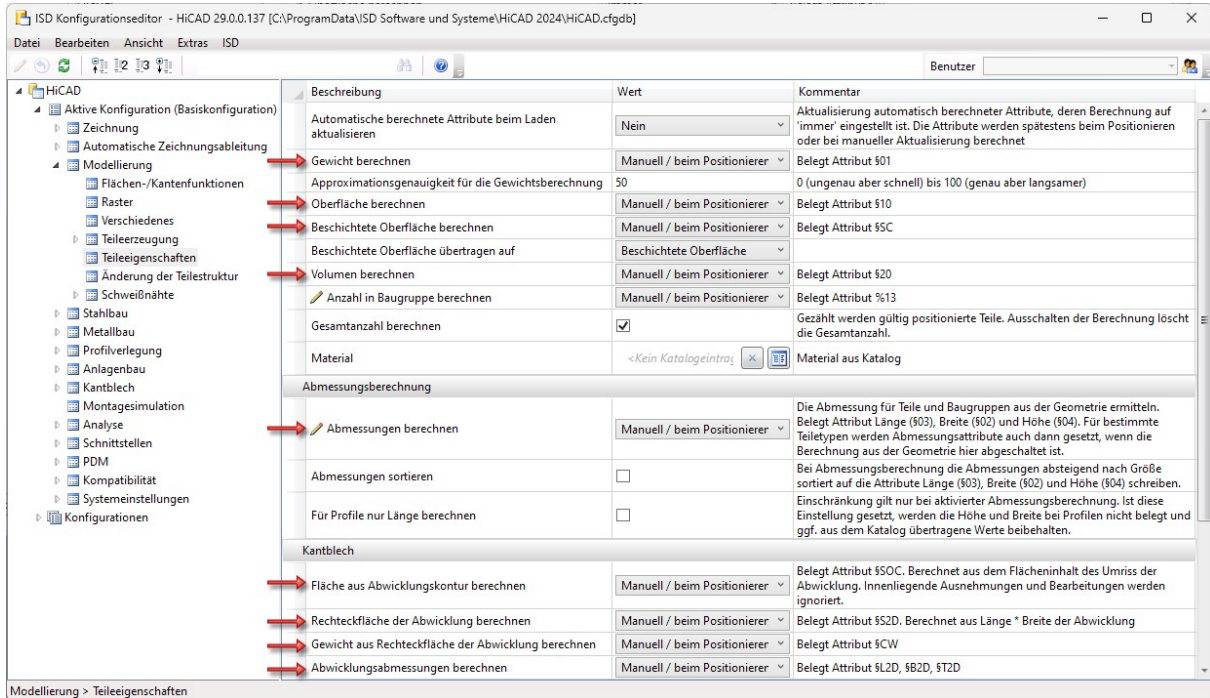 ISD Konfigurationseditor - HiCAD 29.0.0.137 [C:\ProgramData\ISD Software und Systeme\HiCAD 2024\HiCAD.cfgdb]
Datei Bearbeiten Ansicht Extras ISD
Benutzer
HiCAD
Aktive Konfiguration (Basiskonfiguration)
Zeichnung
Automatische Zeichnungsableitung
Modellierung
Flächen-/Kantenfunktionen
Raster
Verschiedenes
Teileerzeugung
Teileeigenschaften
Änderung der Teilestruktur
Schweißnähte
Stahlbau
Metallbau
Profilverlegung
Anlagenbau
Kantblech
Montagesimulation
Analyse
Schnittstellen
PDM
Kompatibilität
Systemeinstellungen
Konfigurationen
Beschreibung Wert Kommentar
Automatische berechnete Attribute beim Laden
aktualisieren
Nein
Aktualisierung automatisch berechneter Attribute, deren Berechnung auf
'immer' eingestellt ist. Die Attribute werden spätestens beim Positionieren
oder bei manueller Aktualisierung berechnet
Gewicht berechnen Manuell / beim Positionierer Belegt Attribut §01
Approximationsgenauigkeit für die Gewichtsberechnung 50 0 (ungenau aber schnell) bis 100 (genau aber langsamer)
Oberfläche berechnen Manuell / beim Positionierer Belegt Attribut §10
Beschichtete Oberfläche berechnen Manuell / beim Positionierer Belegt Attribut §SC
Beschichtete Oberfläche übertragen auf Beschichtete Oberfläche
Volumen berechnen Manuell / beim Positionierer Belegt Attribut §20
Anzahl in Baugruppe berechnen Manuell / beim Positionierer Belegt Attribut %13
Gesamtanzahl berechnen
Gezählt werden gültig positionierte Teile. Ausschalten der Berechnung löscht
die Gesamtanzahl.
Material <Kein Katalogeintrag Material aus Katalog
Abmessungsberechnung
Abmessungen berechnen Manuell / beim Positionierer
Die Abmessung für Teile und Baugruppen aus der Geometrie ermitteln.
Belegt Attribut Länge (§03), Breite (§02) und Höhe (§04). Für bestimmte
Teiletypen werden Abmessungsattribute auch dann gesetzt, wenn die
Berechnung aus der Geometrie hier abgeschaltet ist.
Abmessungen sortieren
Bei Abmessungsberechnung die Abmessungen absteigend nach Größe
sortiert auf die Attribute Länge (§03), Breite (§02) und Höhe (§04) schreiben.
Für Profile nur Länge berechnen
Einschränkung gilt nur bei aktivierter Abmessungsberechnung. Ist diese
Einstellung gesetzt, werden die Höhe und Breite bei Profilen nicht belegt und
ggf. aus dem Katalog übertragene Werte beibehalten.
Kantblech
Fläche aus Abwicklungskontur berechnen Manuell / beim Positionierer
Belegt Attribut §SOC. Berechnet aus dem Flächeninhalt des Umriss der
Abwicklung. Innenliegende Ausnehmungen und Bearbeitungen werden
ignoriert.
Rechteckfläche der Abwicklung berechnen Manuell / beim Positionierer Belegt Attribut §S2D. Berechnet aus Länge * Breite der Abwicklung
Gewicht aus Rechteckfläche der Abwicklung berechnen Manuell / beim Positionierer Belegt Attribut §CW
Abwicklungsabmessungen berechnen Manuell / beim Positionierer Belegt Attribut §L2D, §B2D, §T2D
Modellierung > Teileeigenschaften